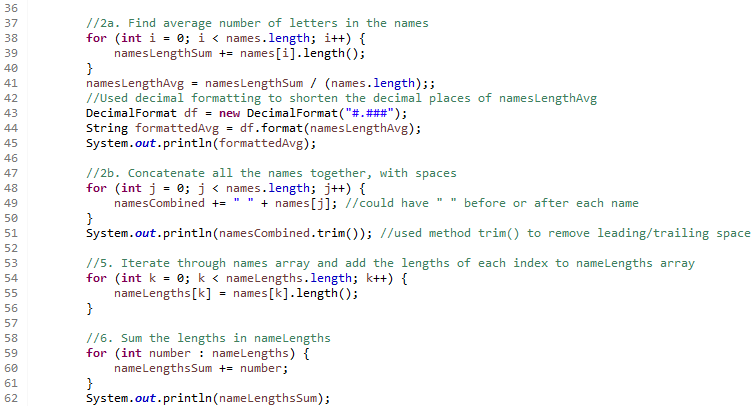 36
37 //2a. Find average number of letters in the names
38 for (int i = 0; i < names.length; i++) {
39 namesLengthSum += names[i].length();
40 }
41 namesLengthAvg = namesLengthSum / (names.length);;
42 //Used decimal formatting to shorten the decimal places of namesLengthAvg
43 DecimalFormat df = new DecimalFormat("#.###");
44 String formattedAvg = df.format(namesLengthAvg);
45 System.out.println(formattedAvg);
46
47 //2b. Concatenate all the names together, with spaces
48 for (int j = 0; j < names.length; j++) {
49 namesCombined += " " + names[j]; //could have " " before or after each name
50 }
51 System.out.println(namesCombined.trim()); //used method trim() to remove leading/trailing space
52
53 //5. Iterate through names array and add the lengths of each index to nameLengths array
54 for (int k = 0; k < nameLengths.length; k++) {
55 nameLengths[k] = names[k].length();
56 }
57
58 //6. Sum the lengths in nameLengths
59 for (int number : nameLengths) {
60 nameLengthsSum += number;
61 }
62 System.out.println(nameLengthsSum);